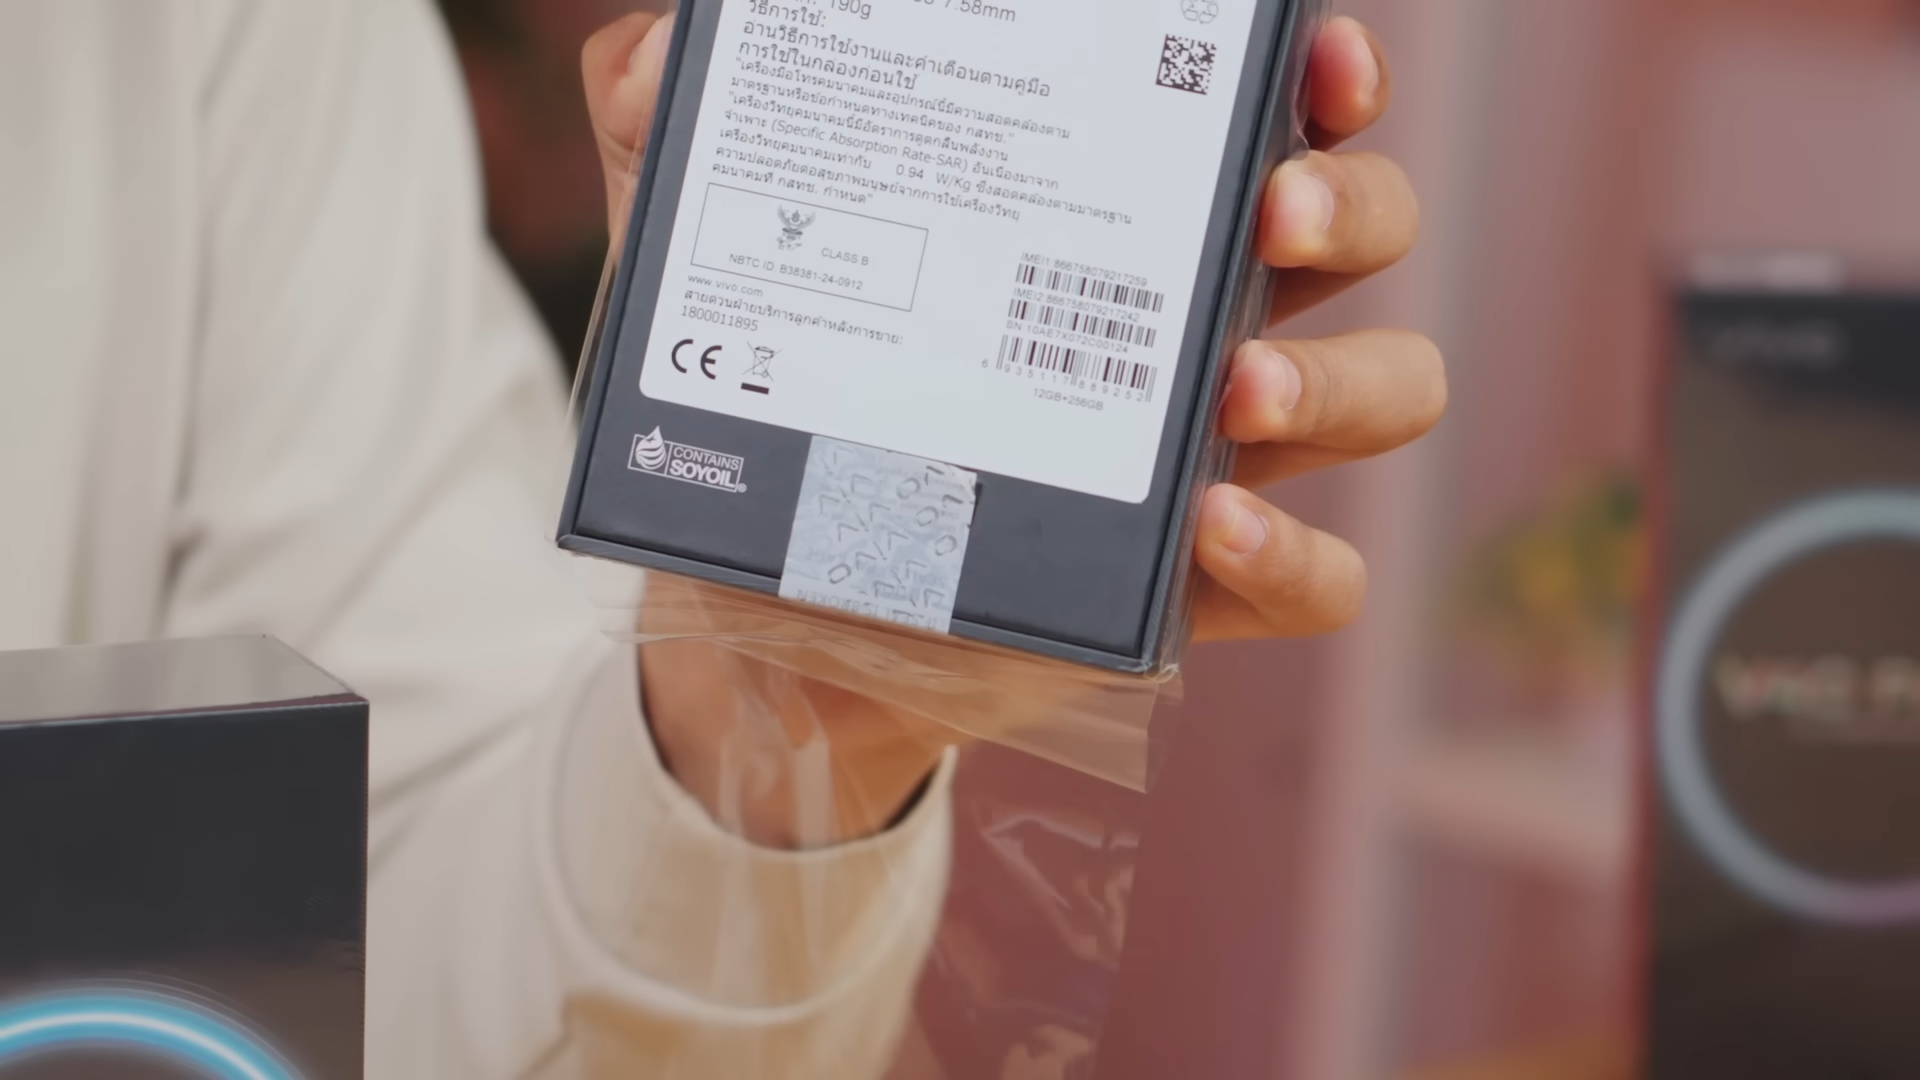 190g
7.58mm
วิธีการใช้:
อ่านวิธีการใช้งานและคำเตือนตามคู่มือ
การใช้ในกล่องก่อนใช้
"เครื่องมือโทรคมนาคมและอุปกรณ์นี้มีความสอดคล้องตาม
มาตรฐานหรือข้อกำหนดทางเทคนิคของ กสทช."
"เครื่องวิทยุคมนาคมนี้มีอัตราการดูดกลืนพลังงาน
จำเพาะ (Specific Absorption Rate-SAR) อันเนื่องมาจาก
เครื่องวิทยุคมนาคมเท่ากับ 0.94 W/Kg ซึ่งสอดคล้องตามมาตรฐาน
ความปลอดภัยต่อสุขภาพมนุษย์จากการใช้เครื่องวิทยุ
คมนาคมที่ กสทช. กำหนด"
CLASS B
NBTC ID B38381-24-0912
www.vivo.com
สายด่วนฝ่ายบริการลูกค้าหลังการขาย:
1800011895
CE
IMEI1:866758079217259
IMEI2:866758079217242
SN:10AE7X072C00124
6 935117 889252
12GB+256GB
CONTAINS
SOYOIL